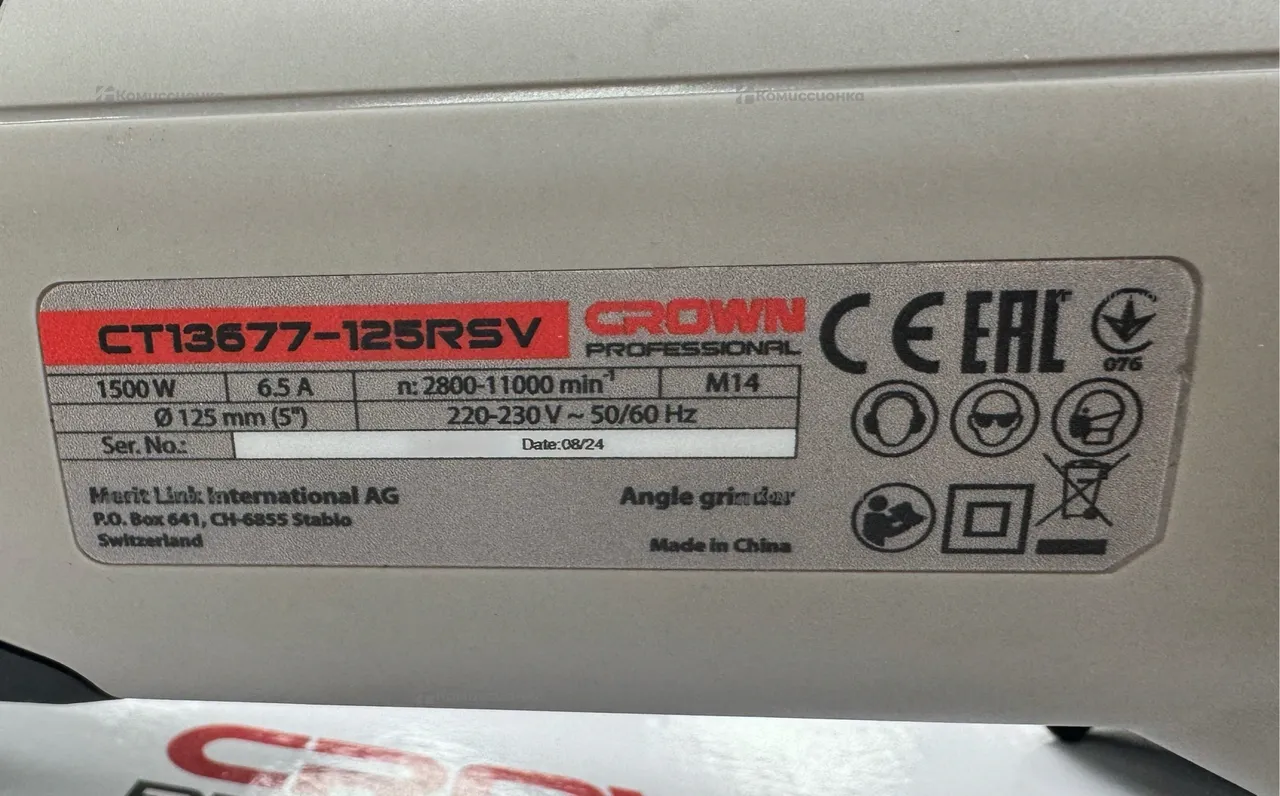 Комиссионка
Комиссионка
CT13677-125RSV
CROWN
PROFESSIONAL
CE EAC
076
1500 W
6.5 A
n: 2800-11000 min⁻¹
M14
Ø 125 mm (5")
220-230 V ~ 50/60 Hz
Ser. No.:
Date:08/24
Merit Link International AG
P.O. Box 641, CH-6855 Stabio
Switzerland
Angle grinder
Made in China